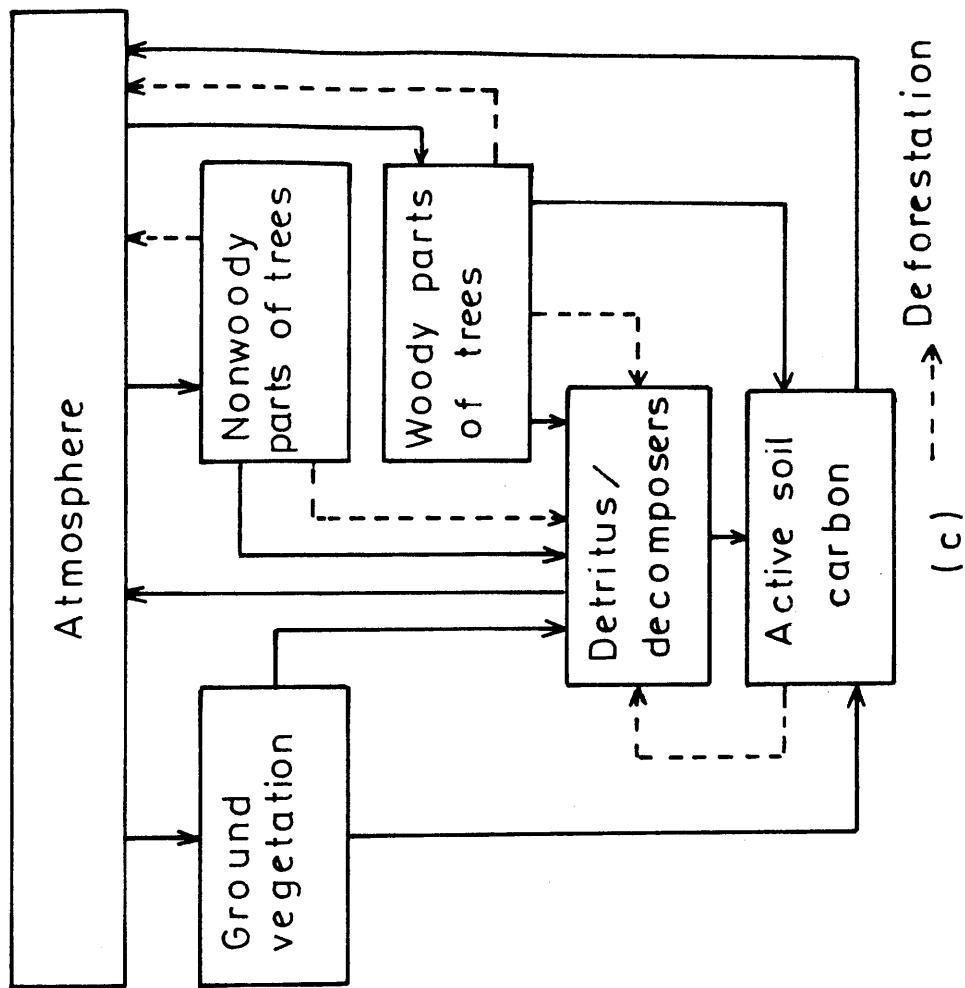 Atmosphere
Ground
vegetation
Nonwoody
parts of trees
Woody parts
of trees
Detritus/
decomposers
Active soil
carbon
(c)
Deforestation